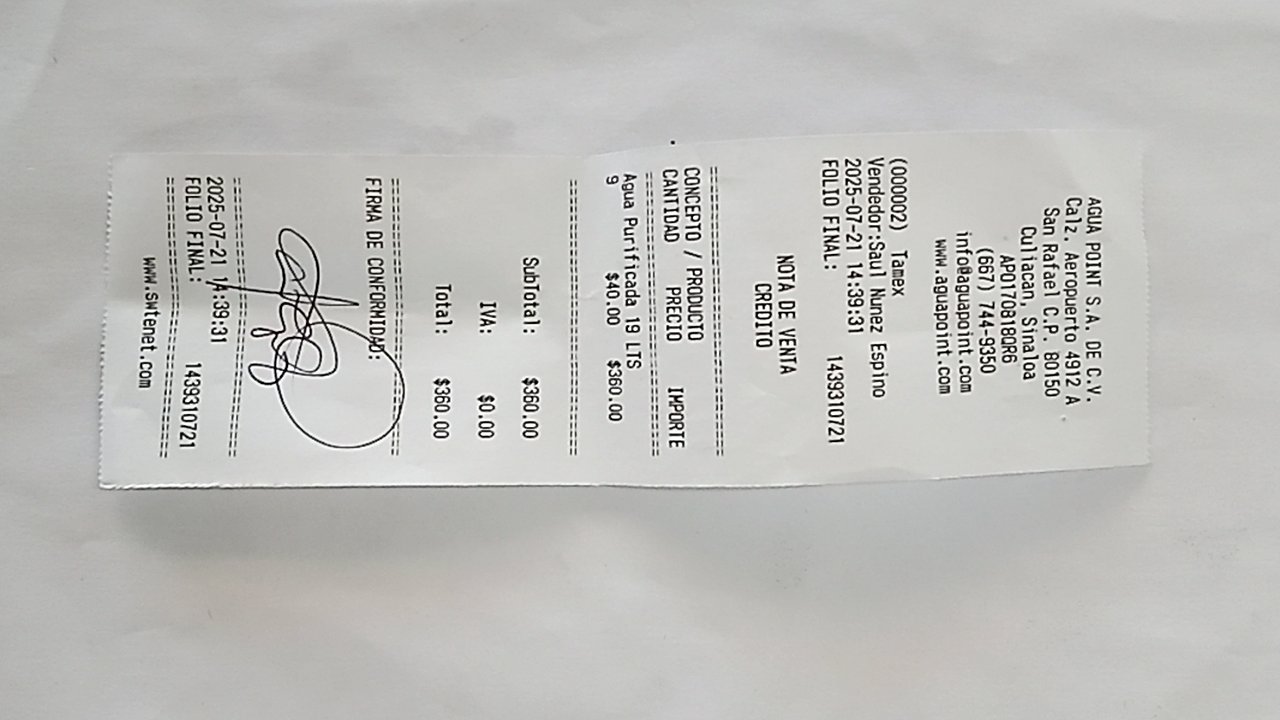 AGUA POINT S.A. DE C.V.
Calz. Aeropuerto 4912 A
San Rafael C.P. 80150
Culiacan, Sinaloa
APO170818QR6
(667) 744-9350
info@aguapoint.com
www.aguapoint.com
(000002) Tamex
Vendedor:Saul Nunez Espino
2025-07-21 14:39:31
FOLIO FINAL: 1439310721
NOTA DE VENTA
CREDITO
==============================
CONCEPTO / PRODUCTO
CANTIDAD PRECIO IMPORTE
==============================
Agua Purificada 19 LTS
9 $40.00 $360.00
==============================
SubTotal: $360.00
IVA: $0.00
Total: $360.00
==============================
FIRMA DE CONFORMIDAD:
==============================
2025-07-21 14:39:31
FOLIO FINAL: 1439310721
==============================
www.swtenet.com